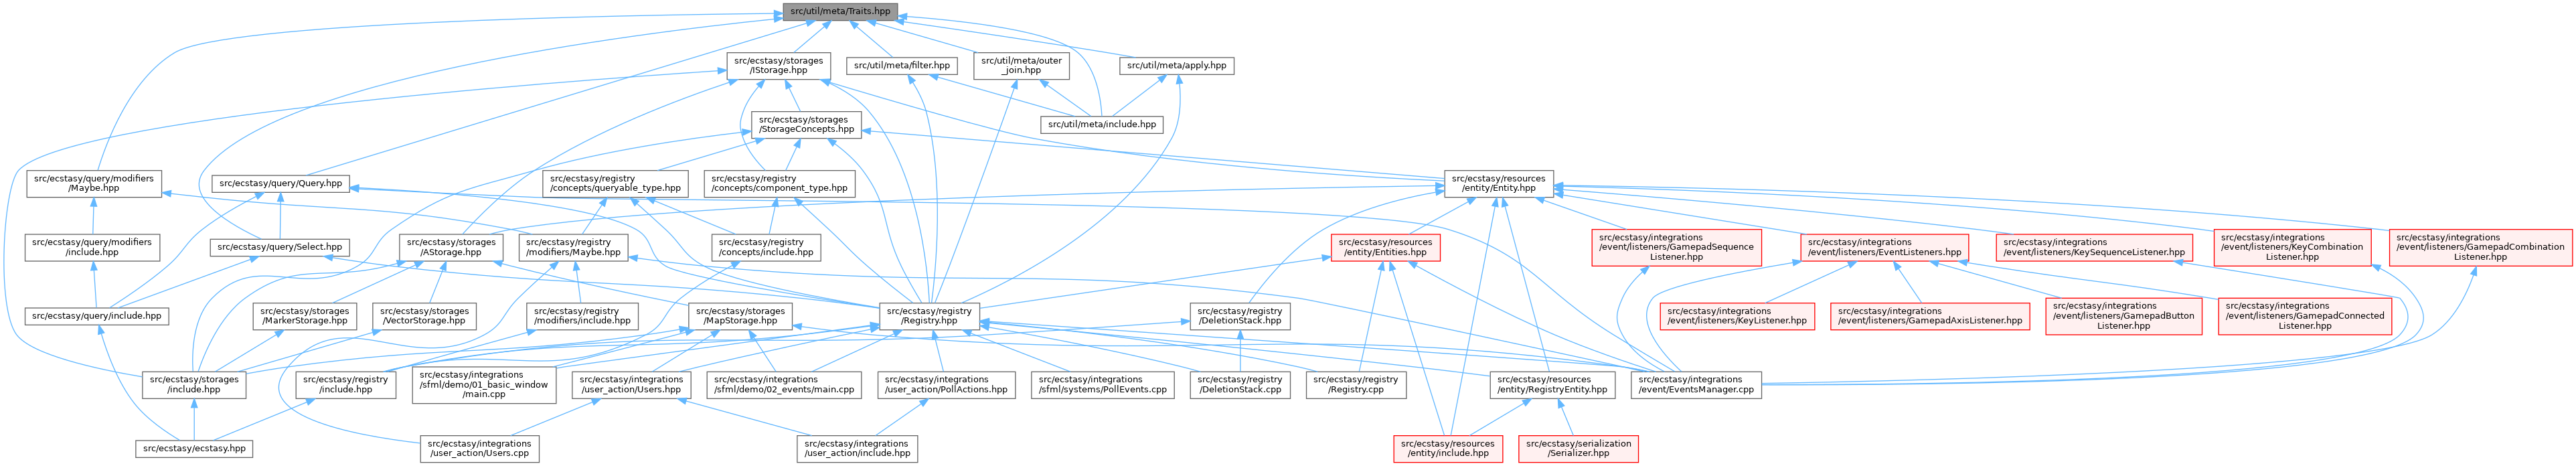 src/util/meta/Traits.hpp
src/ecstasy/storages
/IStorage.hpp
src/util/meta/filter.hpp
src/util/meta/outer
_join.hpp
src/util/meta/apply.hpp
src/ecstasy/storages
/StorageConcepts.hpp
src/util/meta/include.hpp
src/ecstasy/query/modifiers
/Maybe.hpp
src/ecstasy/query/Query.hpp
src/ecstasy/registry
/concepts/queryable_type.hpp
src/ecstasy/registry
/concepts/component_type.hpp
src/ecstasy/resources
/entity/Entity.hpp
src/ecstasy/query/modifiers
/include.hpp
src/ecstasy/query/Select.hpp
src/ecstasy/storages
/AStorage.hpp
src/ecstasy/registry
/modifiers/Maybe.hpp
src/ecstasy/registry
/concepts/include.hpp
src/ecstasy/resources
/entity/Entities.hpp
src/ecstasy/integrations
/event/listeners/GamepadSequence
Listener.hpp
src/ecstasy/integrations
/event/listeners/EventListeners.hpp
src/ecstasy/integrations
/event/listeners/KeySequenceListener.hpp
src/ecstasy/integrations
/event/listeners/KeyCombination
Listener.hpp
src/ecstasy/integrations
/event/listeners/GamepadCombination
Listener.hpp
src/ecstasy/query/include.hpp
src/ecstasy/storages
/MarkerStorage.hpp
src/ecstasy/storages
/VectorStorage.hpp
src/ecstasy/registry
/modifiers/include.hpp
src/ecstasy/storages
/MapStorage.hpp
src/ecstasy/registry
/Registry.hpp
src/ecstasy/registry
/DeletionStack.hpp
src/ecstasy/integrations
/event/listeners/KeyListener.hpp
src/ecstasy/integrations
/event/listeners/GamepadAxisListener.hpp
src/ecstasy/integrations
/event/listeners/GamepadButton
Listener.hpp
src/ecstasy/integrations
/event/listeners/GamepadConnected
Listener.hpp
src/ecstasy/storages
/include.hpp
src/ecstasy/registry
/include.hpp
src/ecstasy/integrations
/sfml/demo/01_basic_window
/main.cpp
src/ecstasy/integrations
/user_action/Users.hpp
src/ecstasy/integrations
/sfml/demo/02_events/main.cpp
src/ecstasy/integrations
/user_action/PollActions.hpp
src/ecstasy/integrations
/sfml/systems/PollEvents.cpp
src/ecstasy/registry
/DeletionStack.cpp
src/ecstasy/registry
/Registry.cpp
src/ecstasy/resources
/entity/RegistryEntity.hpp
src/ecstasy/integrations
/event/EventsManager.cpp
src/ecstasy/ecstasy.hpp
src/ecstasy/integrations
/user_action/Users.cpp
src/ecstasy/integrations
/user_action/include.hpp
src/ecstasy/resources
/entity/include.hpp
src/ecstasy/serialization
/Serializer.hpp